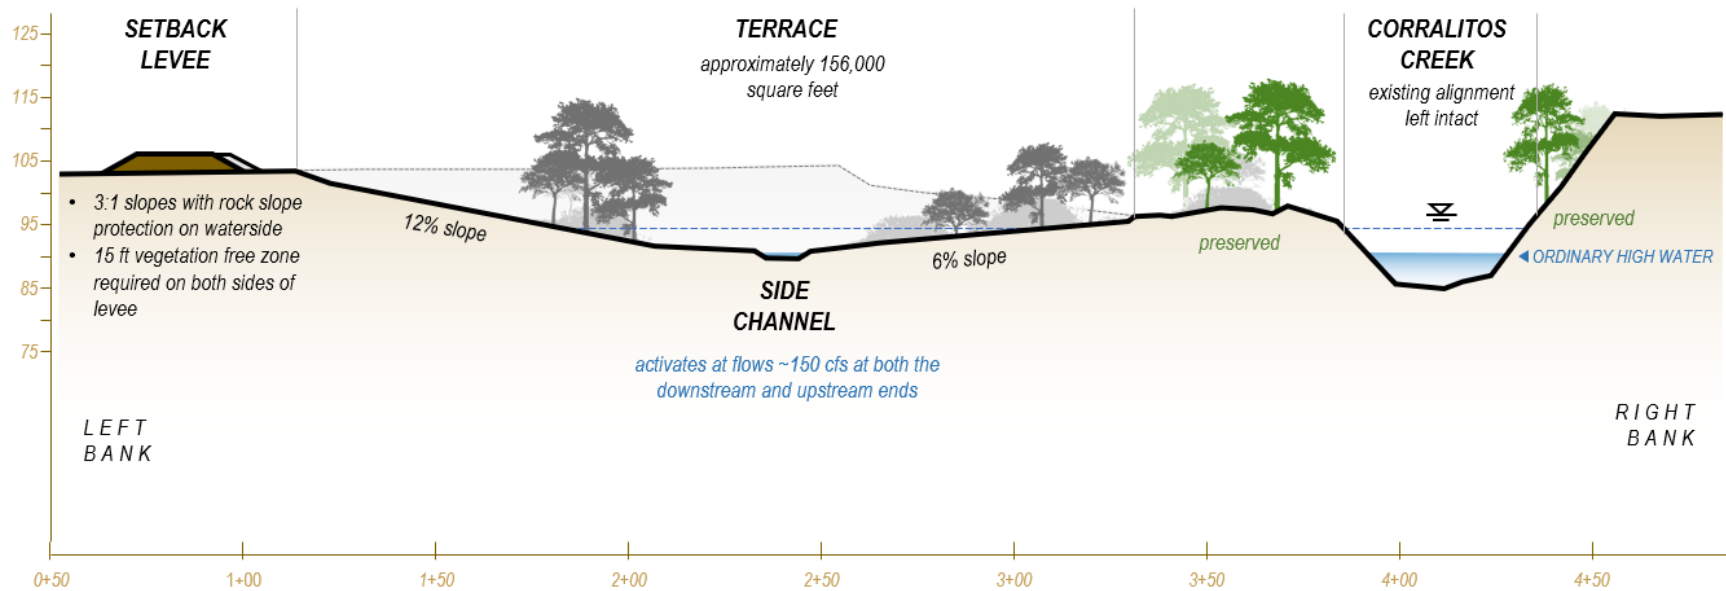 SETBACK
LEVEE
TERRACE
approximately 156,000
square feet
CORRALITOS
CREEK
existing alignment
left intact
125
115
105
95
85
75
• 3:1 slopes with rock slope
protection on waterside
• 15 ft vegetation free zone
required on both sides of
levee
12% slope
6% slope
preserved
preserved
ORDINARY HIGH WATER
SIDE
CHANNEL
activates at flows ~150 cfs at both the
downstream and upstream ends
LEFT
BANK
RIGHT
BANK
0+50 1+00 1+50 2+00 2+50 3+00 3+50 4+00 4+50